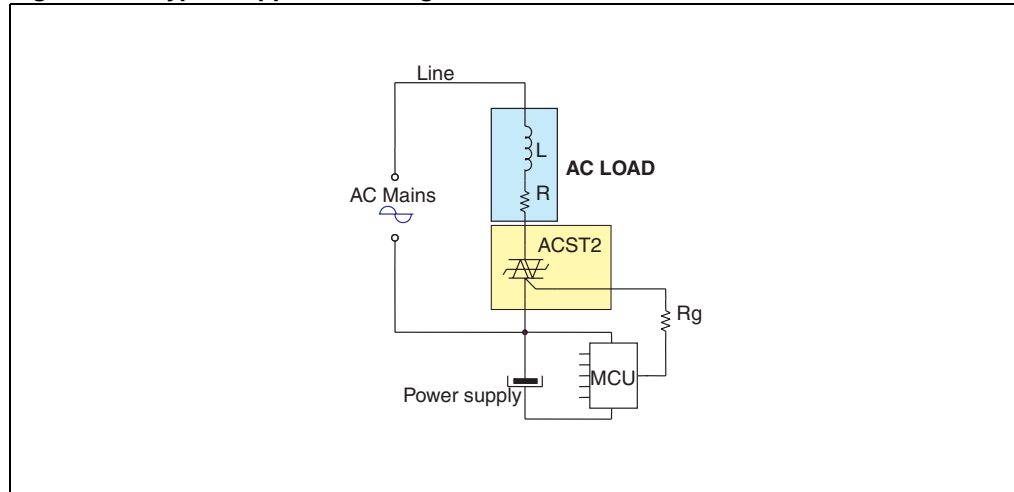 Line
L
AC LOAD
R
AC Mains
ACST2
Rg
MCU
Power supply